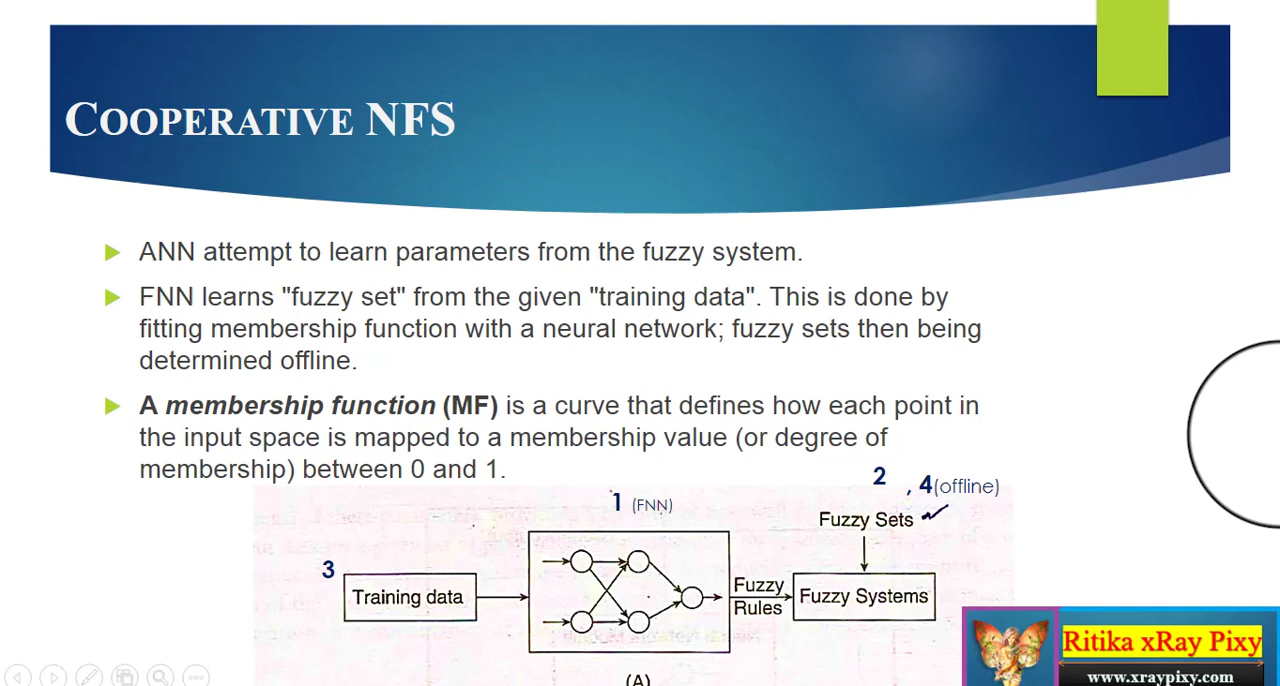 COOPERATIVE NFS
ANN attempt to learn parameters from the fuzzy system.
FNN learns "fuzzy set" from the given "training data". This is done by
fitting membership function with a neural network; fuzzy sets then being
determined offline.
A membership function (MF) is a curve that defines how each point in
the input space is mapped to a membership value (or degree of
membership) between 0 and 1.
2 , 4(offline)
1 (FNN)
Fuzzy Sets
3
Training data
Fuzzy
Rules
Fuzzy Systems
(A)
Ritika xRay Pixy
www.xraypixy.com